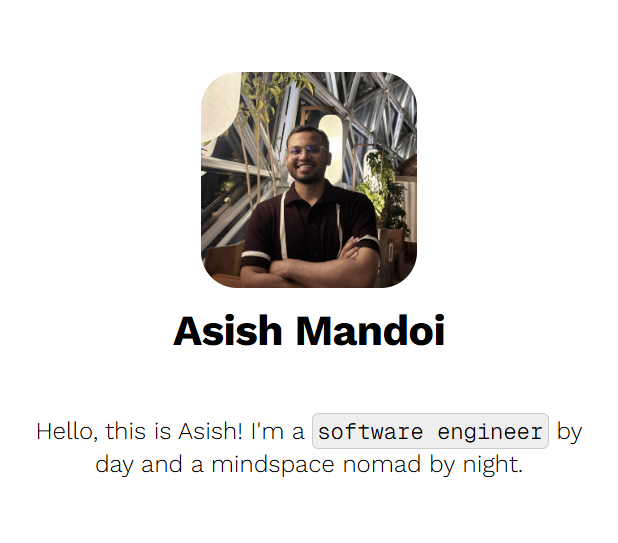 Asish Mandoi
Hello, this is Asish! I'm a software engineer by
day and a mindspace nomad by night.